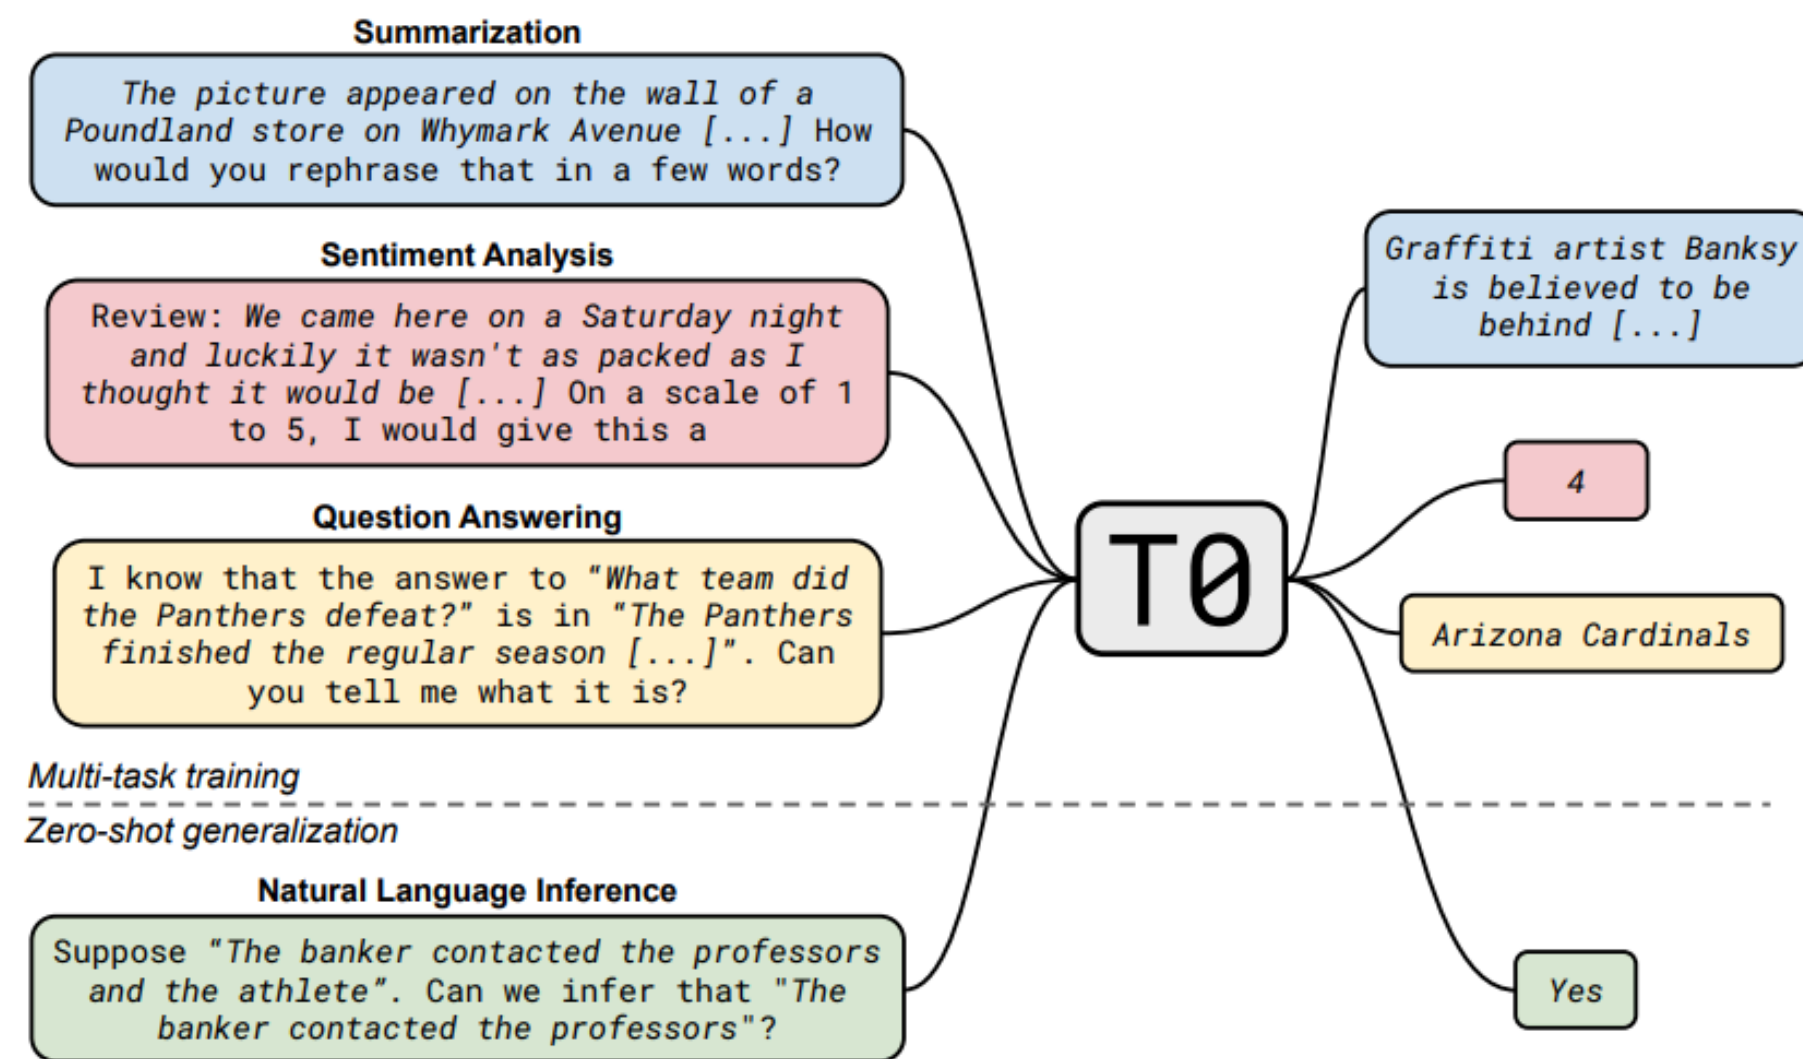 Summarization
The picture appeared on the wall of a
Poundland store on Whymark Avenue [...] How
would you rephrase that in a few words?
Sentiment Analysis
Review: We came here on a Saturday night
and luckily it wasn't as packed as I
thought it would be [...] On a scale of 1
to 5, I would give this a
Question Answering
I know that the answer to “What team did
the Panthers defeat?” is in “The Panthers
finished the regular season [...]”. Can
you tell me what it is?
Multi-task training
Zero-shot generalization
Natural Language Inference
Suppose “The banker contacted the professors
and the athlete”. Can we infer that "The
banker contacted the professors"?
T0
Graffiti artist Banksy
is believed to be
behind [...]
4
Arizona Cardinals
Yes